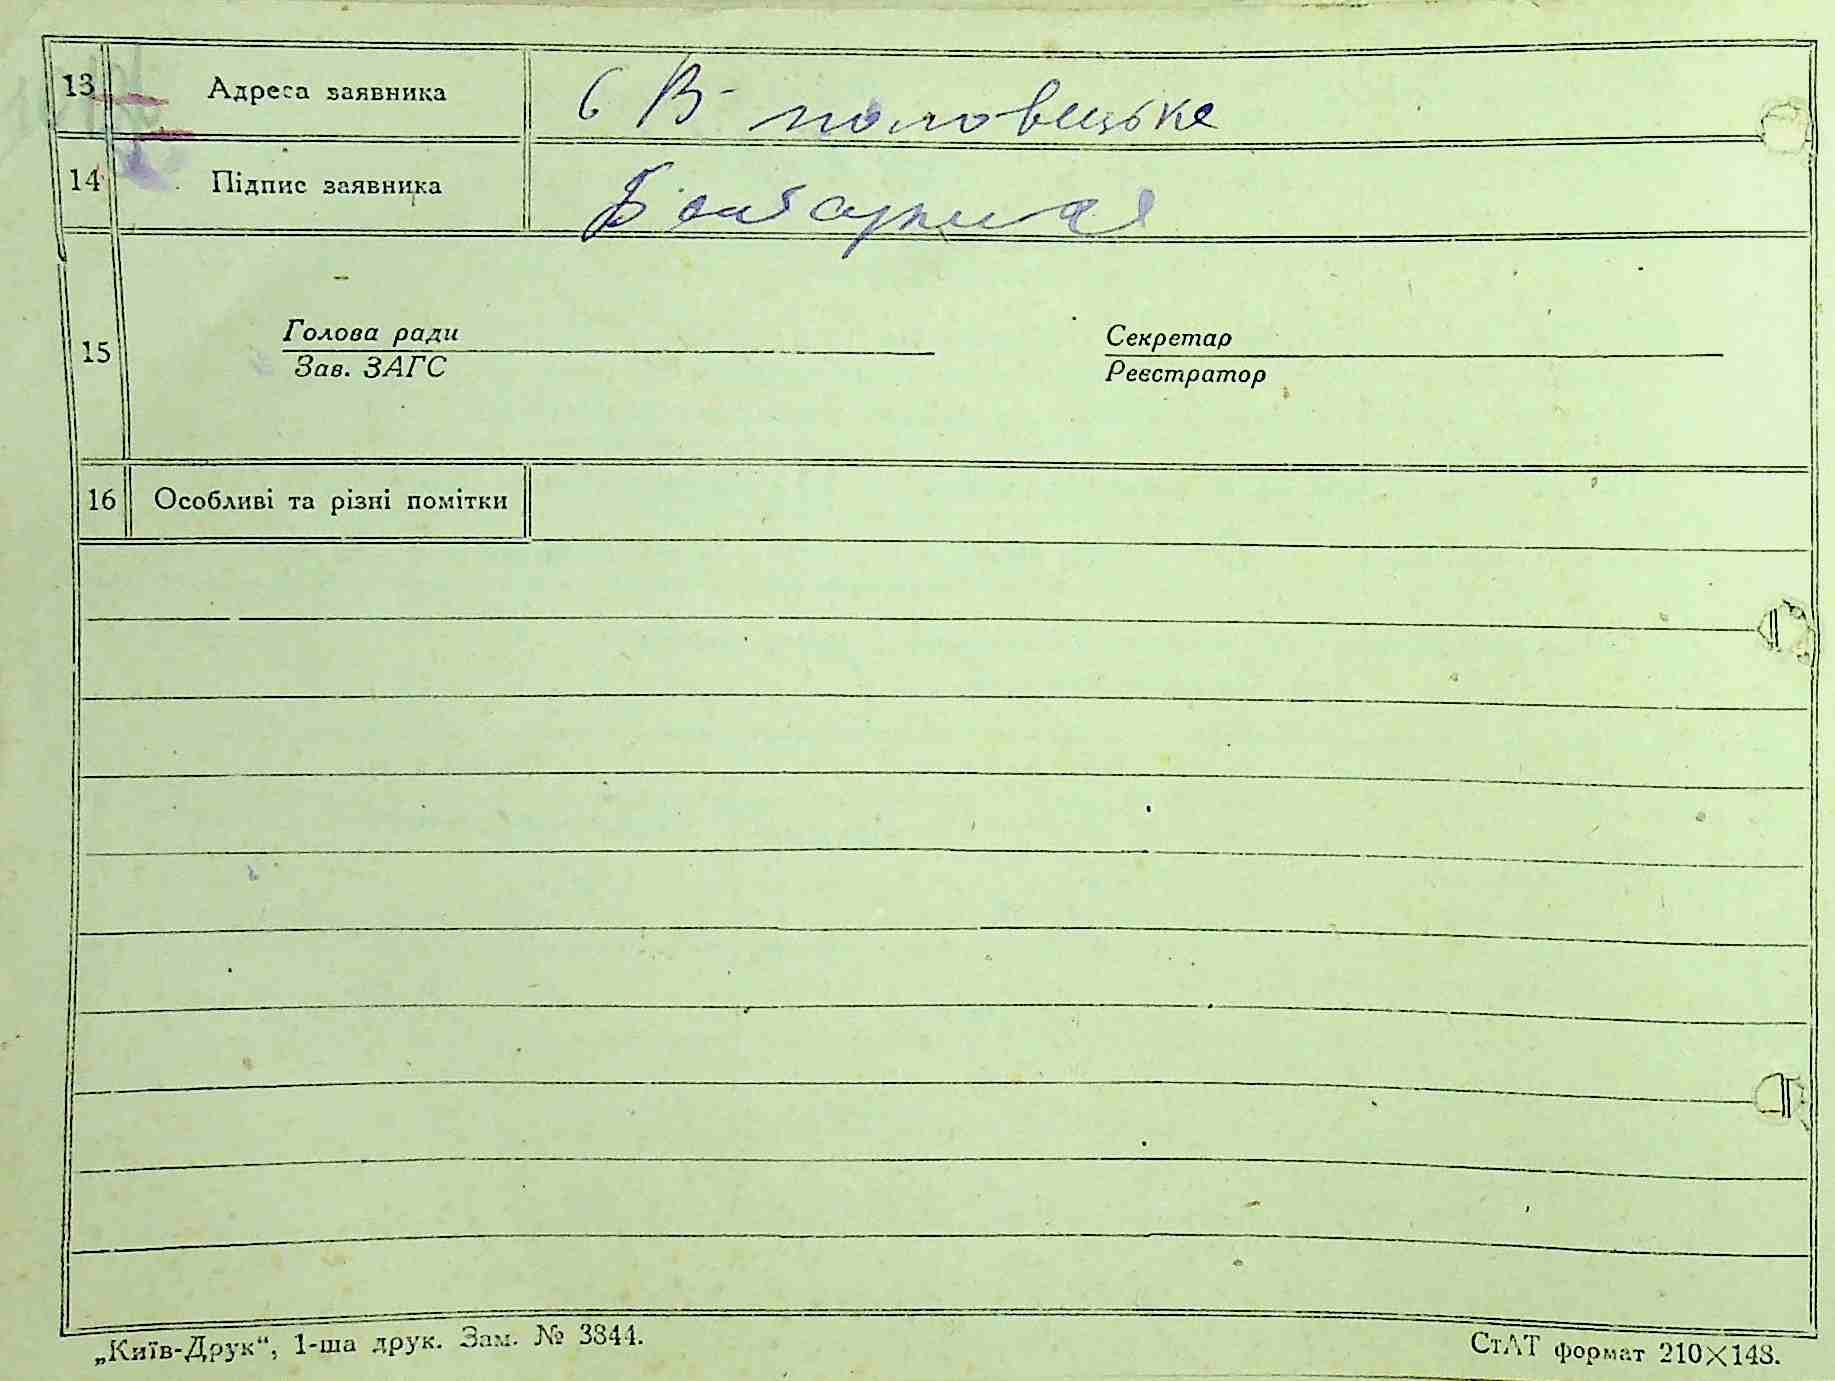 13 Адреса заявника с В-половецьке
14 Підпис заявника
15 Голова ради Секретар
Зав. ЗАГС Реєстратор
16 Особливі та різні помітки
„Київ-Друк“, 1-ша друк. Зам. № 3844. СтАТ формат 210×148.